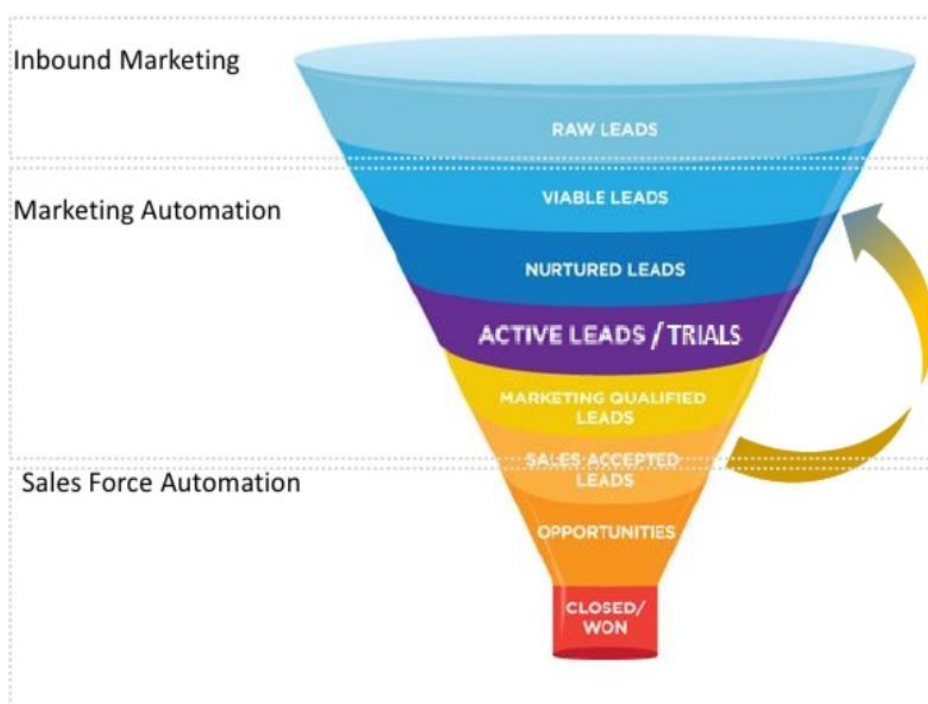 Inbound Marketing
RAW LEADS
Marketing Automation
VIABLE LEADS
NURTURED LEADS
ACTIVE LEADS / TRIALS
MARKETING QUALIFIED
LEADS
SALES ACCEPTED
LEADS
Sales Force Automation
OPPORTUNITIES
CLOSED/
WON